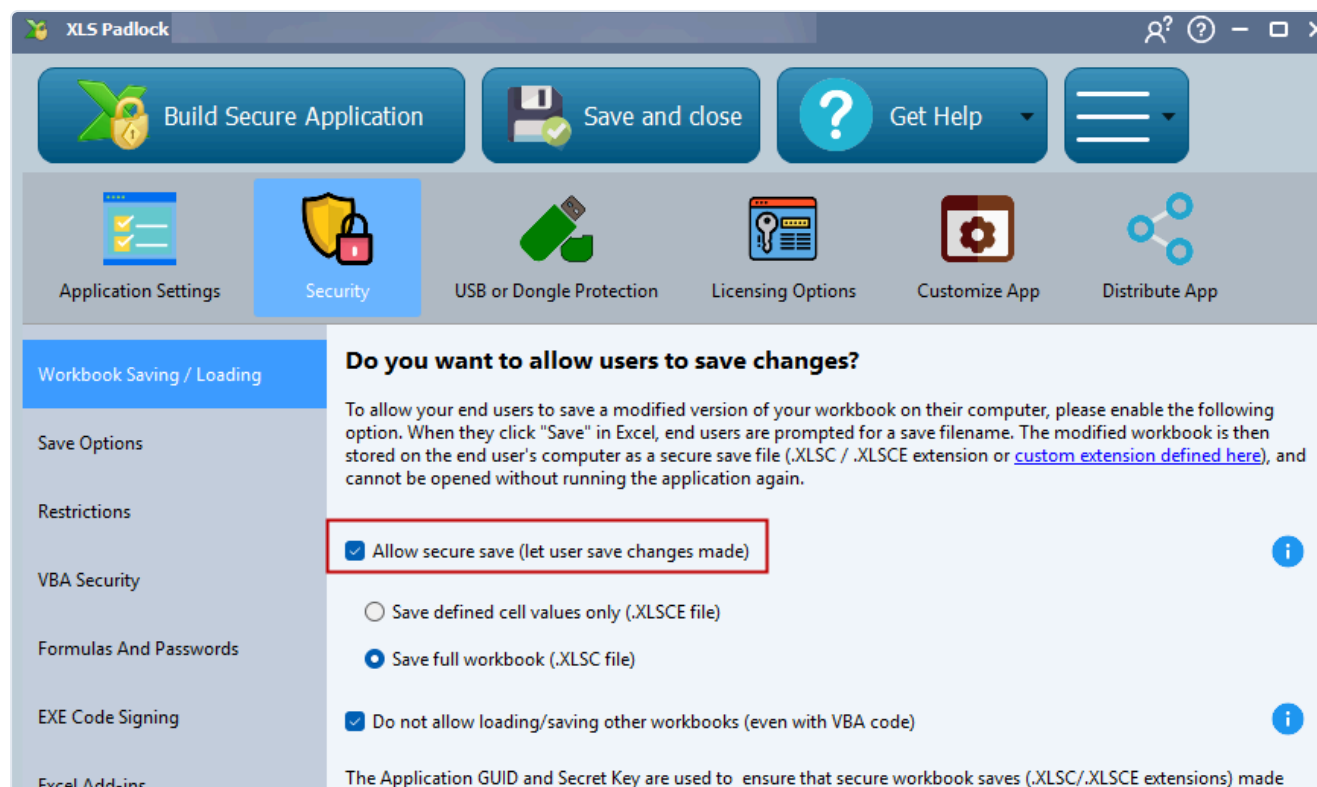 XLS Padlock
Build Secure Application
Save and close
Get Help
Application Settings
Security
USB or Dongle Protection
Licensing Options
Customize App
Distribute App
Workbook Saving / Loading
Save Options
Restrictions
VBA Security
Formulas And Passwords
EXE Code Signing
Excel Add-ins
Do you want to allow users to save changes?
To allow your end users to save a modified version of your workbook on their computer, please enable the following
option. When they click "Save" in Excel, end users are prompted for a save filename. The modified workbook is then
stored on the end user's computer as a secure save file (.XLSC / .XLSCE extension or custom extension defined here), and
cannot be opened without running the application again.
Allow secure save (let user save changes made)
Save defined cell values only (.XLSCE file)
Save full workbook (.XLSC file)
Do not allow loading/saving other workbooks (even with VBA code)
The Application GUID and Secret Key are used to ensure that secure workbook saves (.XLSC/.XLSCE extensions) made